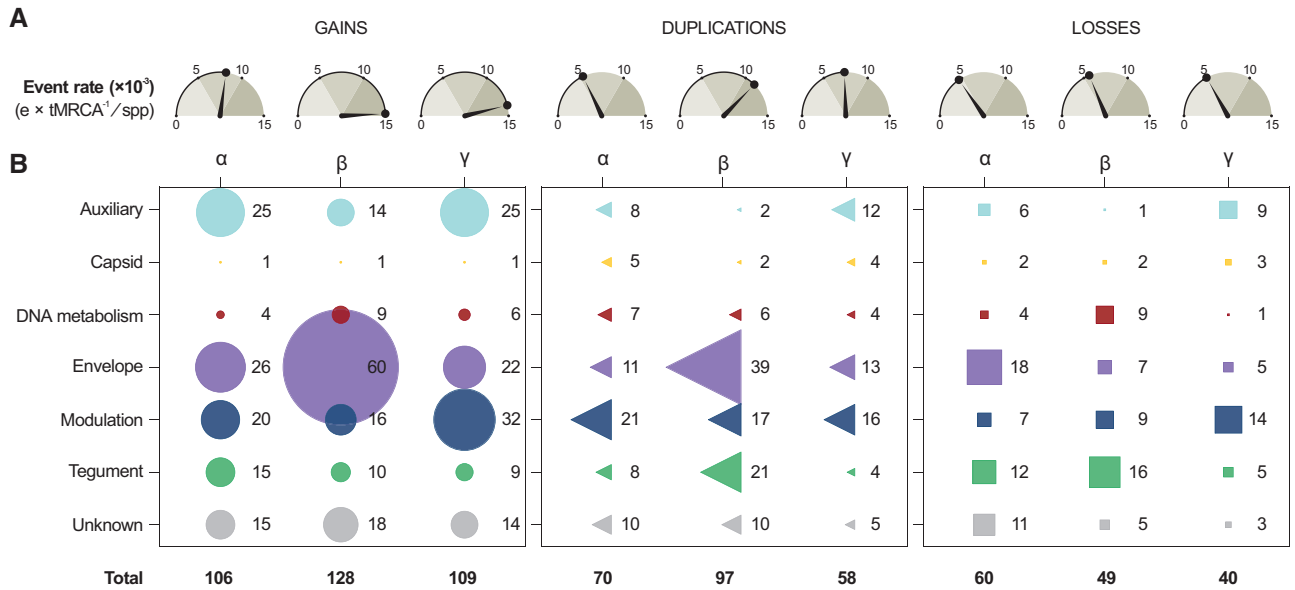 A
GAINS DUPLICATIONS LOSSES
Event rate (×10⁻³)
(e × tMRCA⁻¹/spp)
5 10 5 10 5 10 5 10 5 10 5 10 5 10 5 10 5 10
0 15 0 15 0 15 0 15 0 15 0 15 0 15 0 15 0 15
B
α β γ α β γ α β γ
Auxiliary 25 14 25 8 2 12 6 1 9
Capsid 1 1 1 5 2 4 2 2 3
DNA metabolism 4 9 6 7 6 4 4 9 1
Envelope 26 60 22 11 39 13 18 7 5
Modulation 20 16 32 21 17 16 7 9 14
Tegument 15 10 9 8 21 4 12 16 5
Unknown 15 18 14 10 10 5 11 5 3
Total 106 128 109 70 97 58 60 49 40